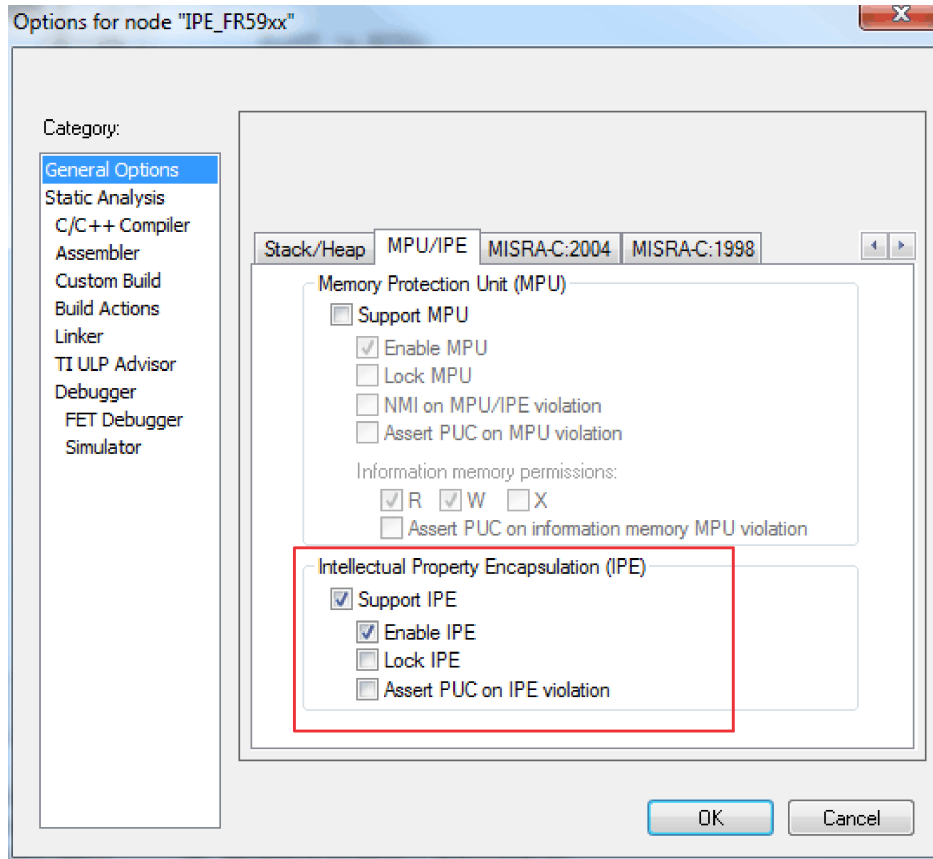 Options for node "IPE_FR59xx"
x
Category:
General Options
Static Analysis
C/C++ Compiler
Assembler
Custom Build
Build Actions
Linker
TI ULP Advisor
Debugger
FET Debugger
Simulator
Stack/Heap MPU/IPE MISRA-C:2004 MISRA-C:1998
Memory Protection Unit (MPU)
Support MPU
Enable MPU
Lock MPU
NMI on MPU/IPE violation
Assert PUC on MPU violation
Information memory permissions:
R W X
Assert PUC on information memory MPU violation
Intellectual Property Encapsulation (IPE)
Support IPE
Enable IPE
Lock IPE
Assert PUC on IPE violation
OK Cancel